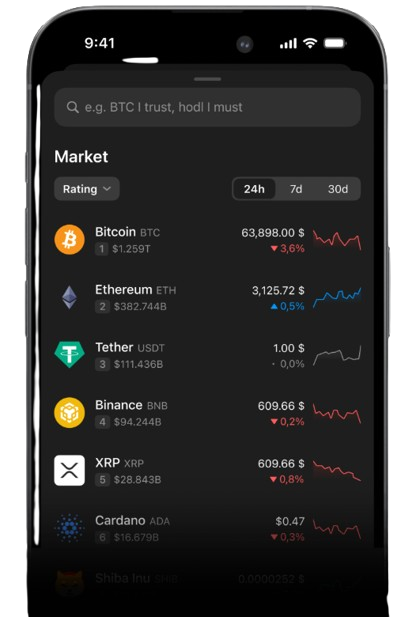 9:41
e.g. BTC I trust, hodl I must
Market
Rating 24h 7d 30d
Bitcoin BTC 63,898.00 $
1 $1.259T ▼3,6%
Ethereum ETH 3,125.72 $
2 $382.744B ▲0,5%
Tether USDT 1.00 $
3 $111.436B • 0,0%
Binance BNB 609.66 $
4 $94.244B ▼0,2%
XRP XRP 609.66 $
5 $28.843B ▼0,8%
Cardano ADA $0.47
6 $16.679B ▼0,3%
Shiba Inu SHIB 0.0000252 $